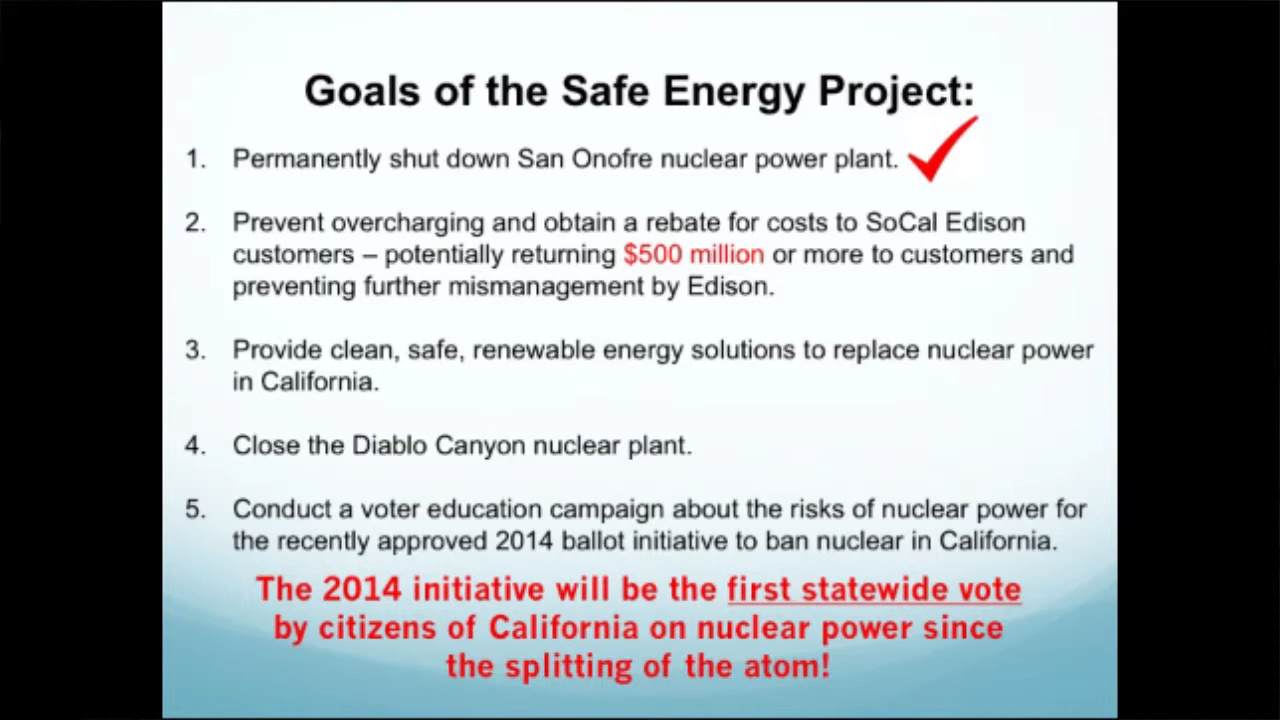 Goals of the Safe Energy Project:
1. Permanently shut down San Onofre nuclear power plant.
2. Prevent overcharging and obtain a rebate for costs to SoCal Edison
customers – potentially returning $500 million or more to customers and
preventing further mismanagement by Edison.
3. Provide clean, safe, renewable energy solutions to replace nuclear power
in California.
4. Close the Diablo Canyon nuclear plant.
5. Conduct a voter education campaign about the risks of nuclear power for
the recently approved 2014 ballot initiative to ban nuclear in California.
The 2014 initiative will be the first statewide vote
by citizens of California on nuclear power since
the splitting of the atom!